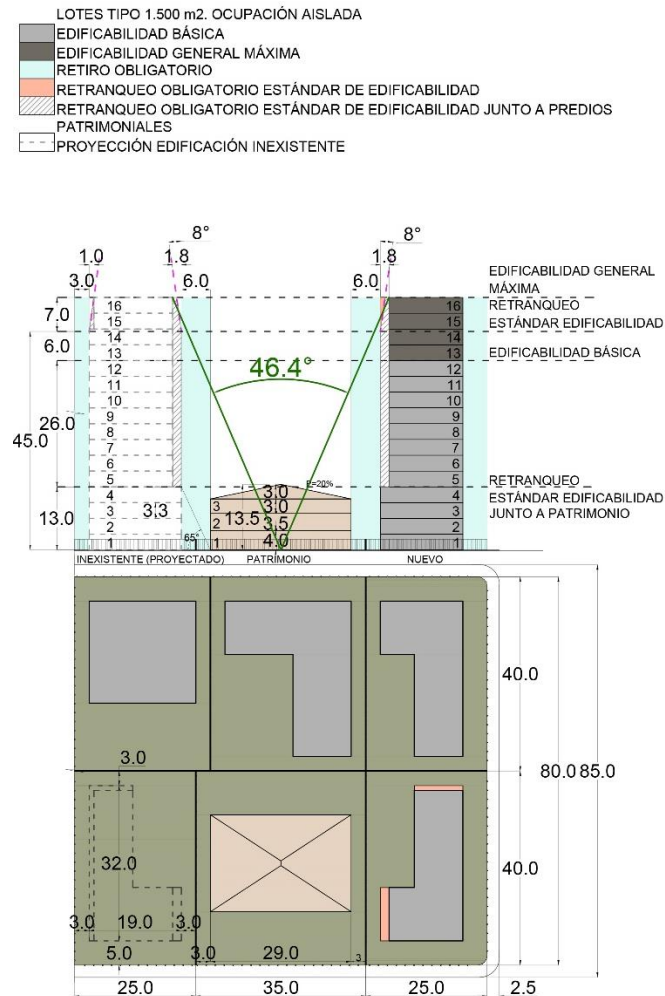 LOTES TIPO 1.500 m2. OCUPACIÓN AISLADA
EDIFICABILIDAD BÁSICA
EDIFICABILIDAD GENERAL MÁXIMA
RETIRO OBLIGATORIO
RETRANQUEO OBLIGATORIO ESTÁNDAR DE EDIFICABILIDAD
RETRANQUEO OBLIGATORIO ESTÁNDAR DE EDIFICABILIDAD JUNTO A PREDIOS
PATRIMONIALES
PROYECCIÓN EDIFICACIÓN INEXISTENTE
8° 8°
1.0 1.8 1.8
3.0 6.0 6.0
EDIFICABILIDAD GENERAL
MÁXIMA
7.0 16 16 RETRANQUEO
15 15 ESTÁNDAR EDIFICABILIDAD
6.0 14 14
13 13 EDIFICABILIDAD BÁSICA
46.4°
12 12
11 11
10 10
26.0 9 9
45.0 8 8
7 7
6 6
5 5 RETRANQUEO
P=20%
13.0 4 3.0 4 ESTÁNDAR EDIFICABILIDAD
3 3.3 3 3.0 3 JUNTO A PATRIMONIO
13.5
2 2 3.5 2
65°
1 1 4.0 1
INEXISTENTE (PROYECTADO) PATRIMONIO NUEVO
40.0
3.0
80.0 85.0
32.0
40.0
3.0 19.0 3.0
5.0 3.0 29.0 3
25.0 35.0 25.0 2.5